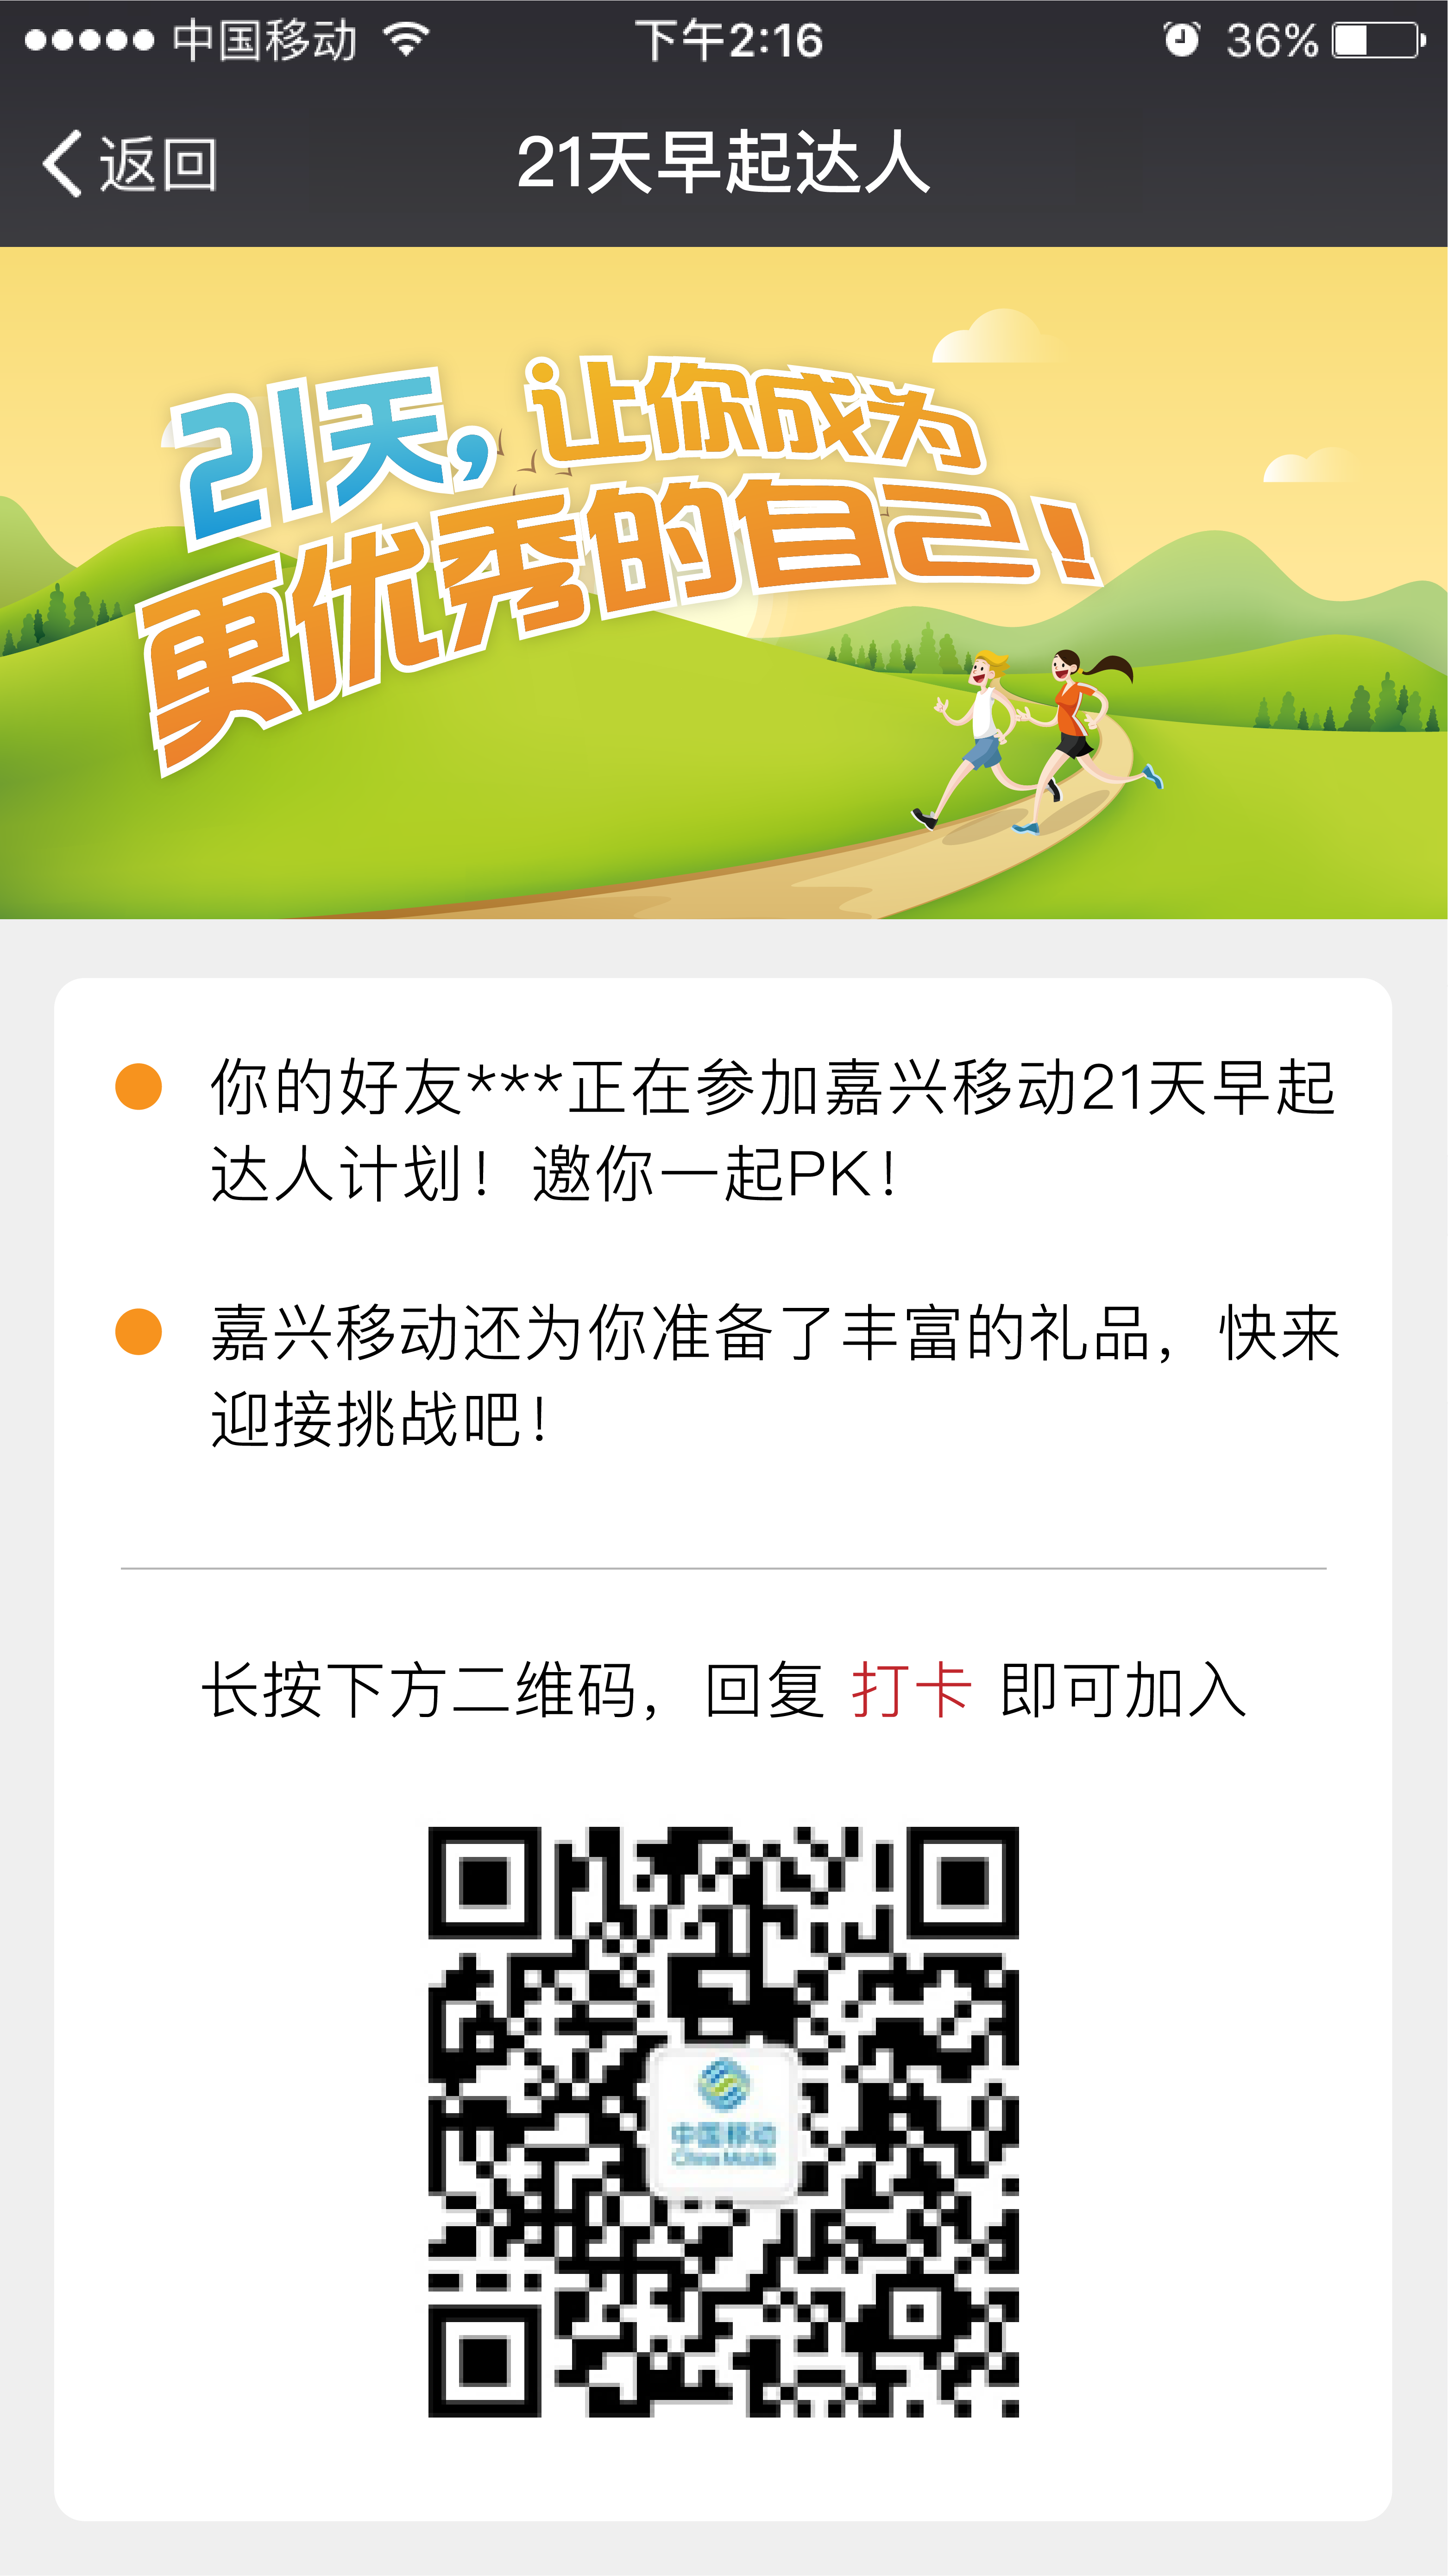 中国移动
下午2:16
36%
返回
21天早起达人
21天，让你成为
更优秀的自己！
你的好友***正在参加嘉兴移动21天早起
达人计划！邀你一起PK！
嘉兴移动还为你准备了丰富的礼品，快来
迎接挑战吧！
长按下方二维码，回复 打卡 即可加入
中国移动
China Mobile